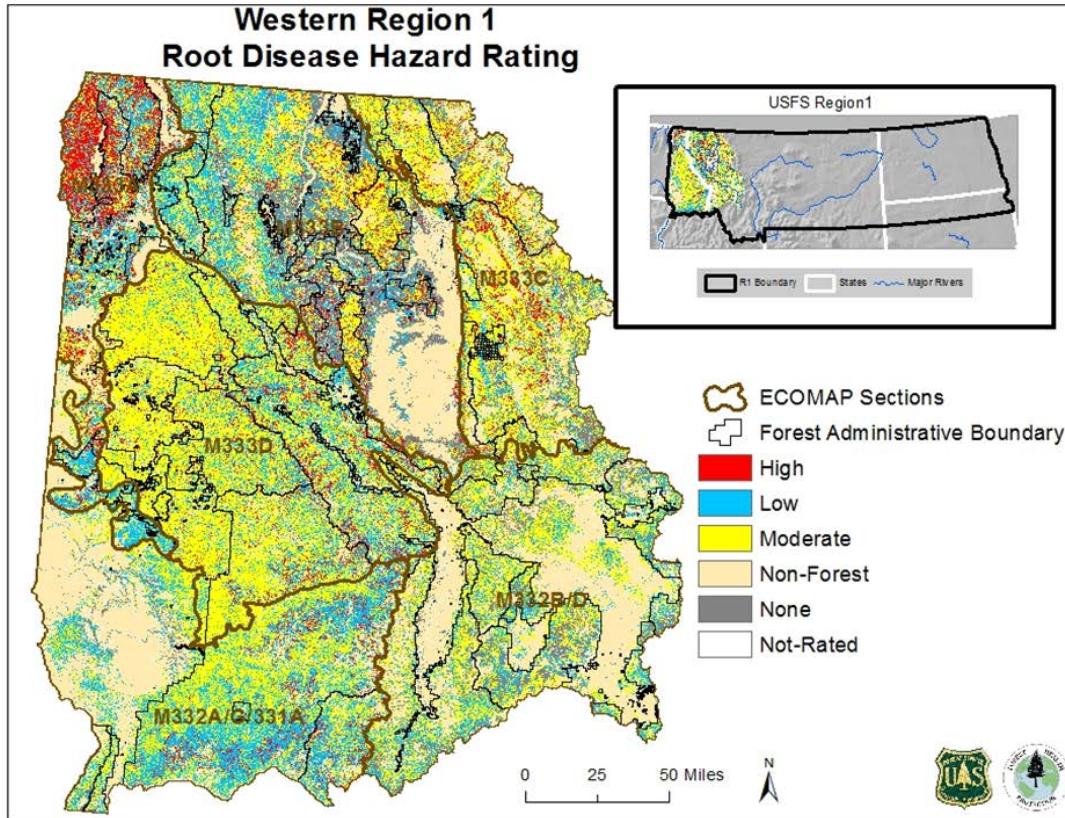 Western Region 1
Root Disease Hazard Rating
USFS Region1
R1 Boundary
States
Major Rivers
M333B
M333C
M333D
M332B/D
M332A/G/331A
ECOMAP Sections
Forest Administrative Boundary
High
Low
Moderate
Non-Forest
None
Not-Rated
0 25 50 Miles
N
U S